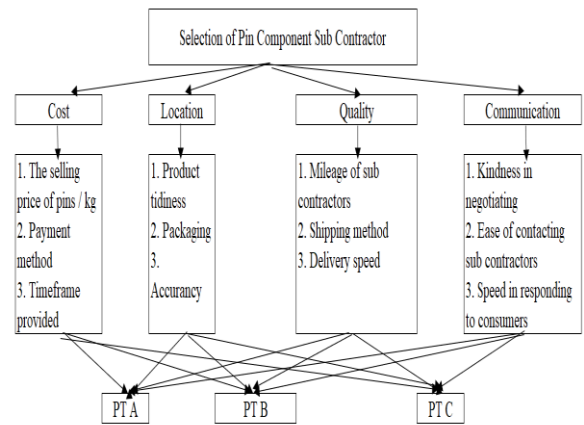 Selection of Pin Component Sub Contractor
Cost
Location
Quality
Communication
1. The selling
price of pins / kg
2. Payment
method
3. Timeframe
provided
1. Product
tidiness
2. Packaging
3.
Accurancy
1. Mileage of sub
contractors
2. Shipping method
3. Delivery speed
1. Kindness in
negotiating
2. Ease of contacting
sub contractors
3. Speed in responding
to consumers
PT A
PT B
PT C